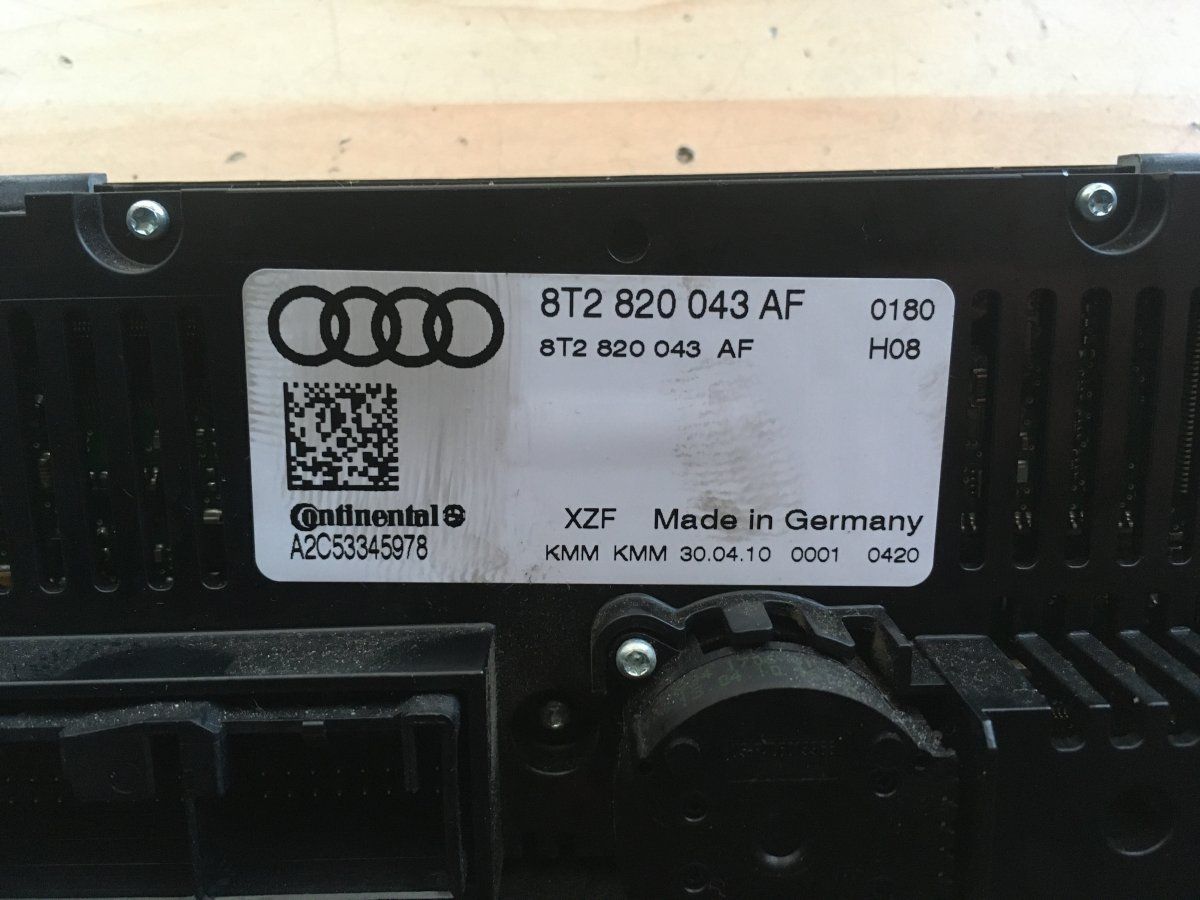 8T2 820 043 AF 0180
8T2 820 043 AF H08
Continental
A2C53345978
XZF Made in Germany
KMM KMM 30.04.10 0001 0420